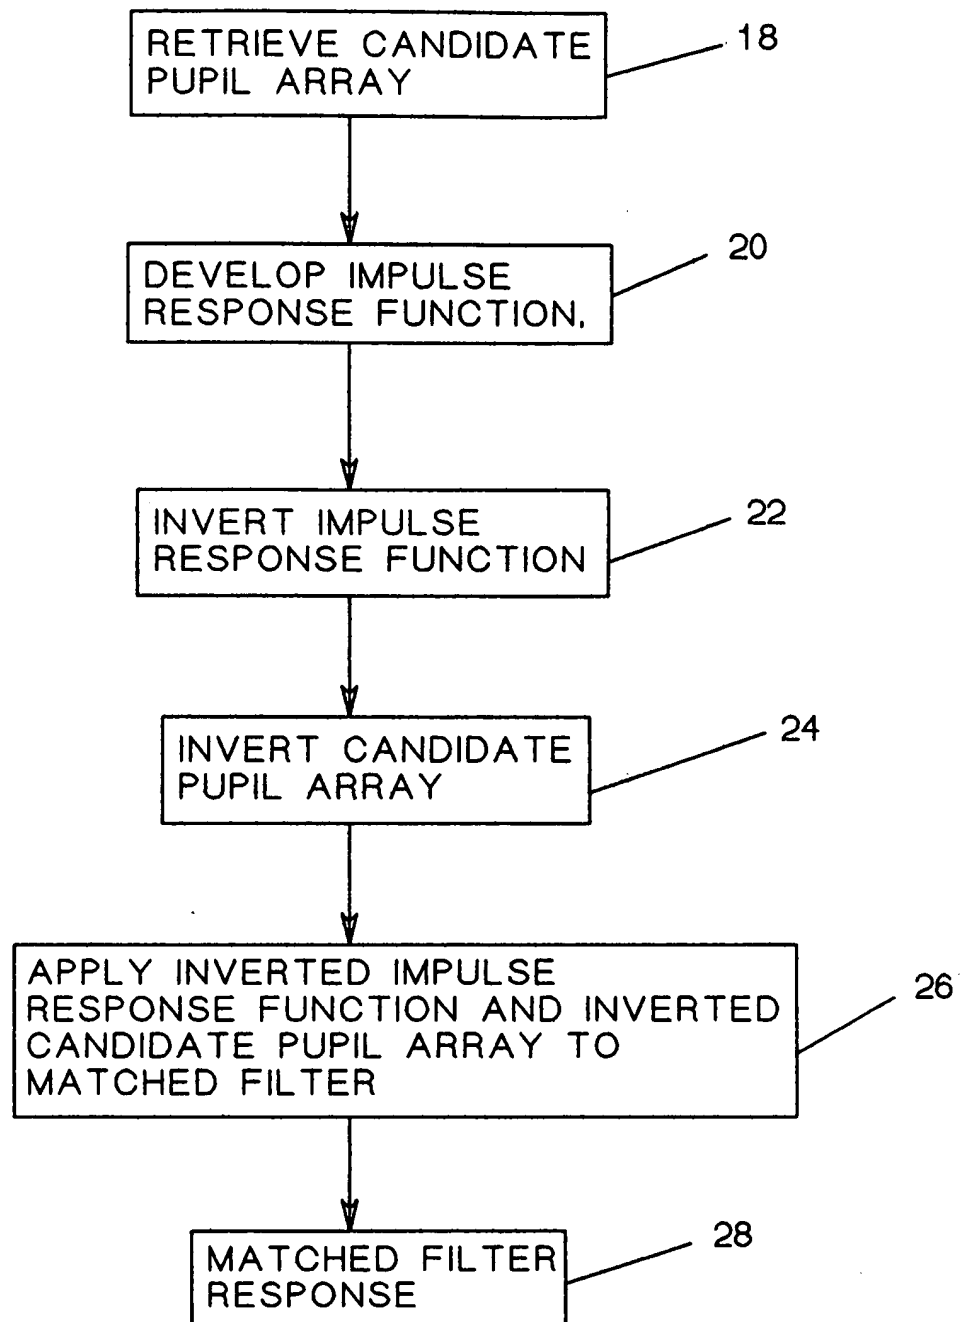 RETRIEVE CANDIDATE
PUPIL ARRAY
18
DEVELOP IMPULSE
RESPONSE FUNCTION.
20
INVERT IMPULSE
RESPONSE FUNCTION
22
INVERT CANDIDATE
PUPIL ARRAY
24
APPLY INVERTED IMPULSE
RESPONSE FUNCTION AND INVERTED
CANDIDATE PUPIL ARRAY TO
MATCHED FILTER
26
MATCHED FILTER
RESPONSE
28